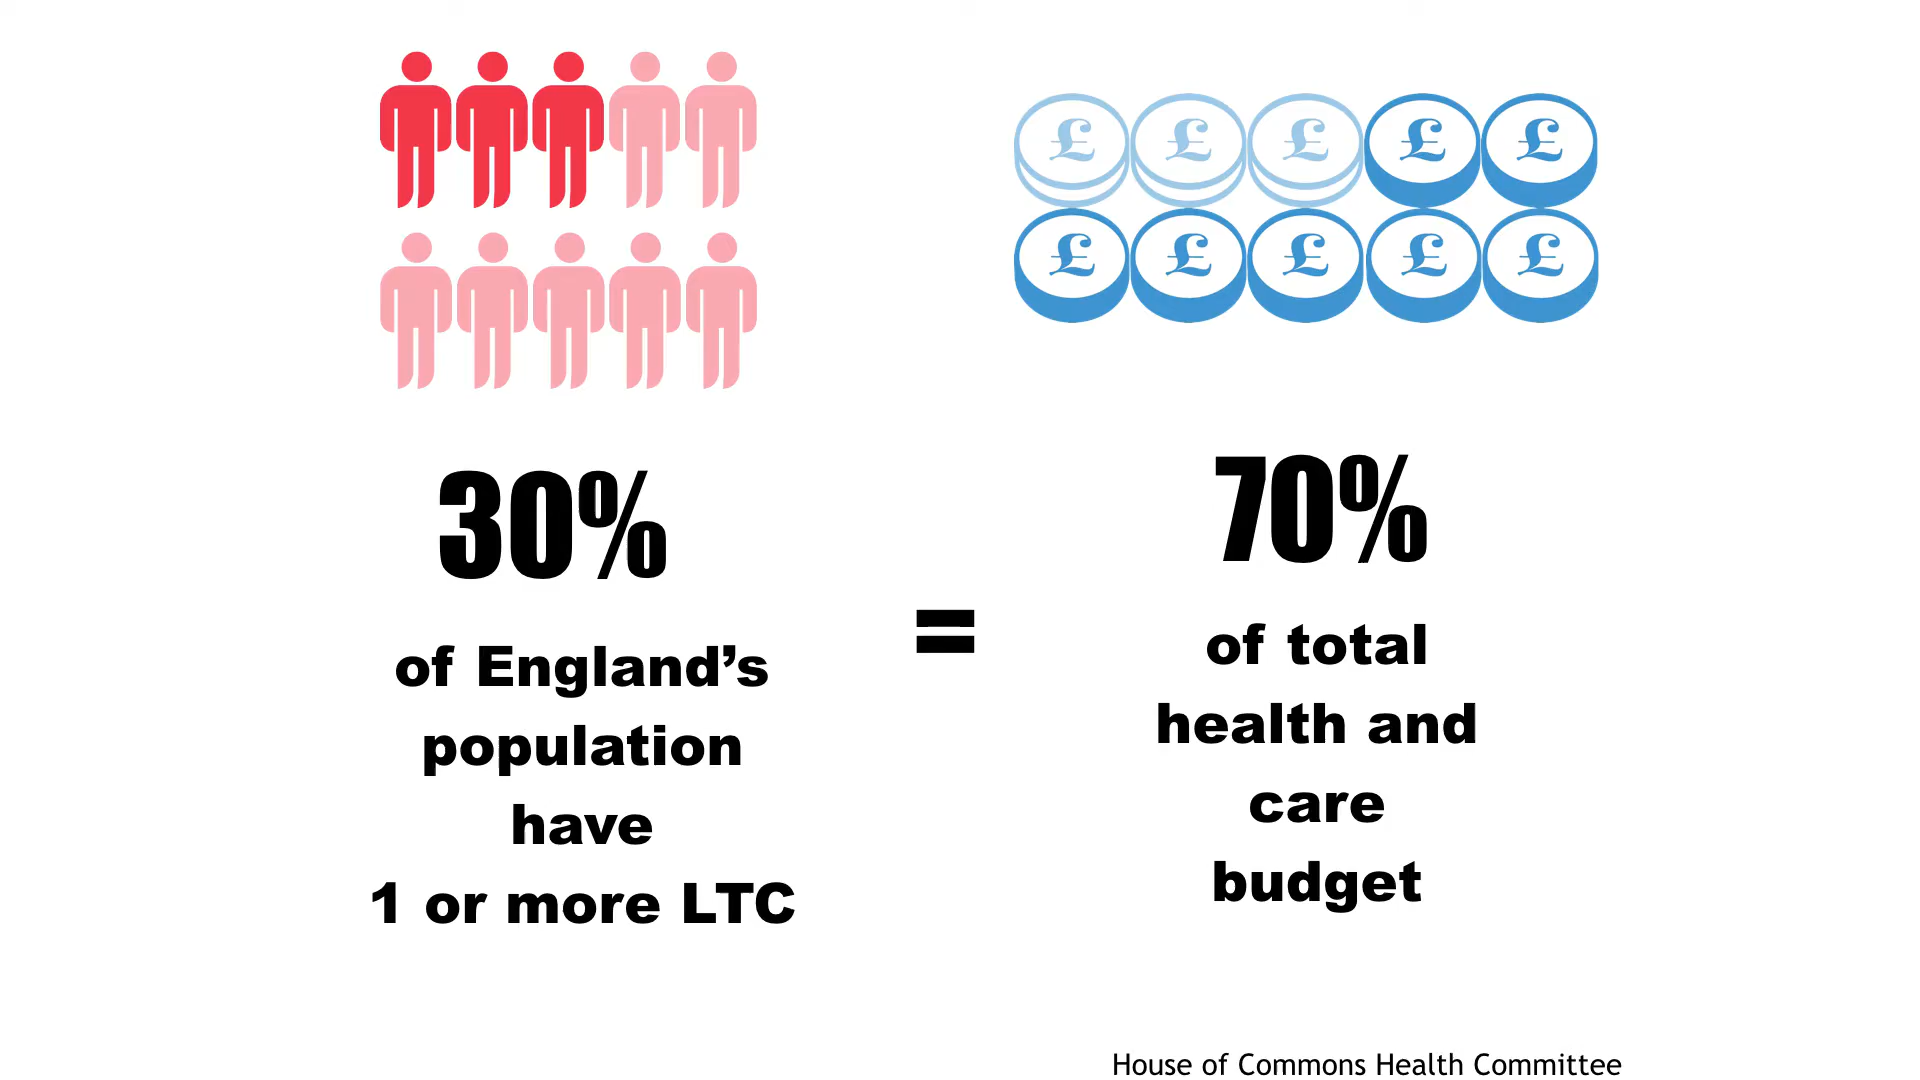 £ £ £ £ £
£ £ £ £ £
30%
of England’s
population
have
1 or more LTC
=
70%
of total
health and
care
budget
House of Commons Health Committee